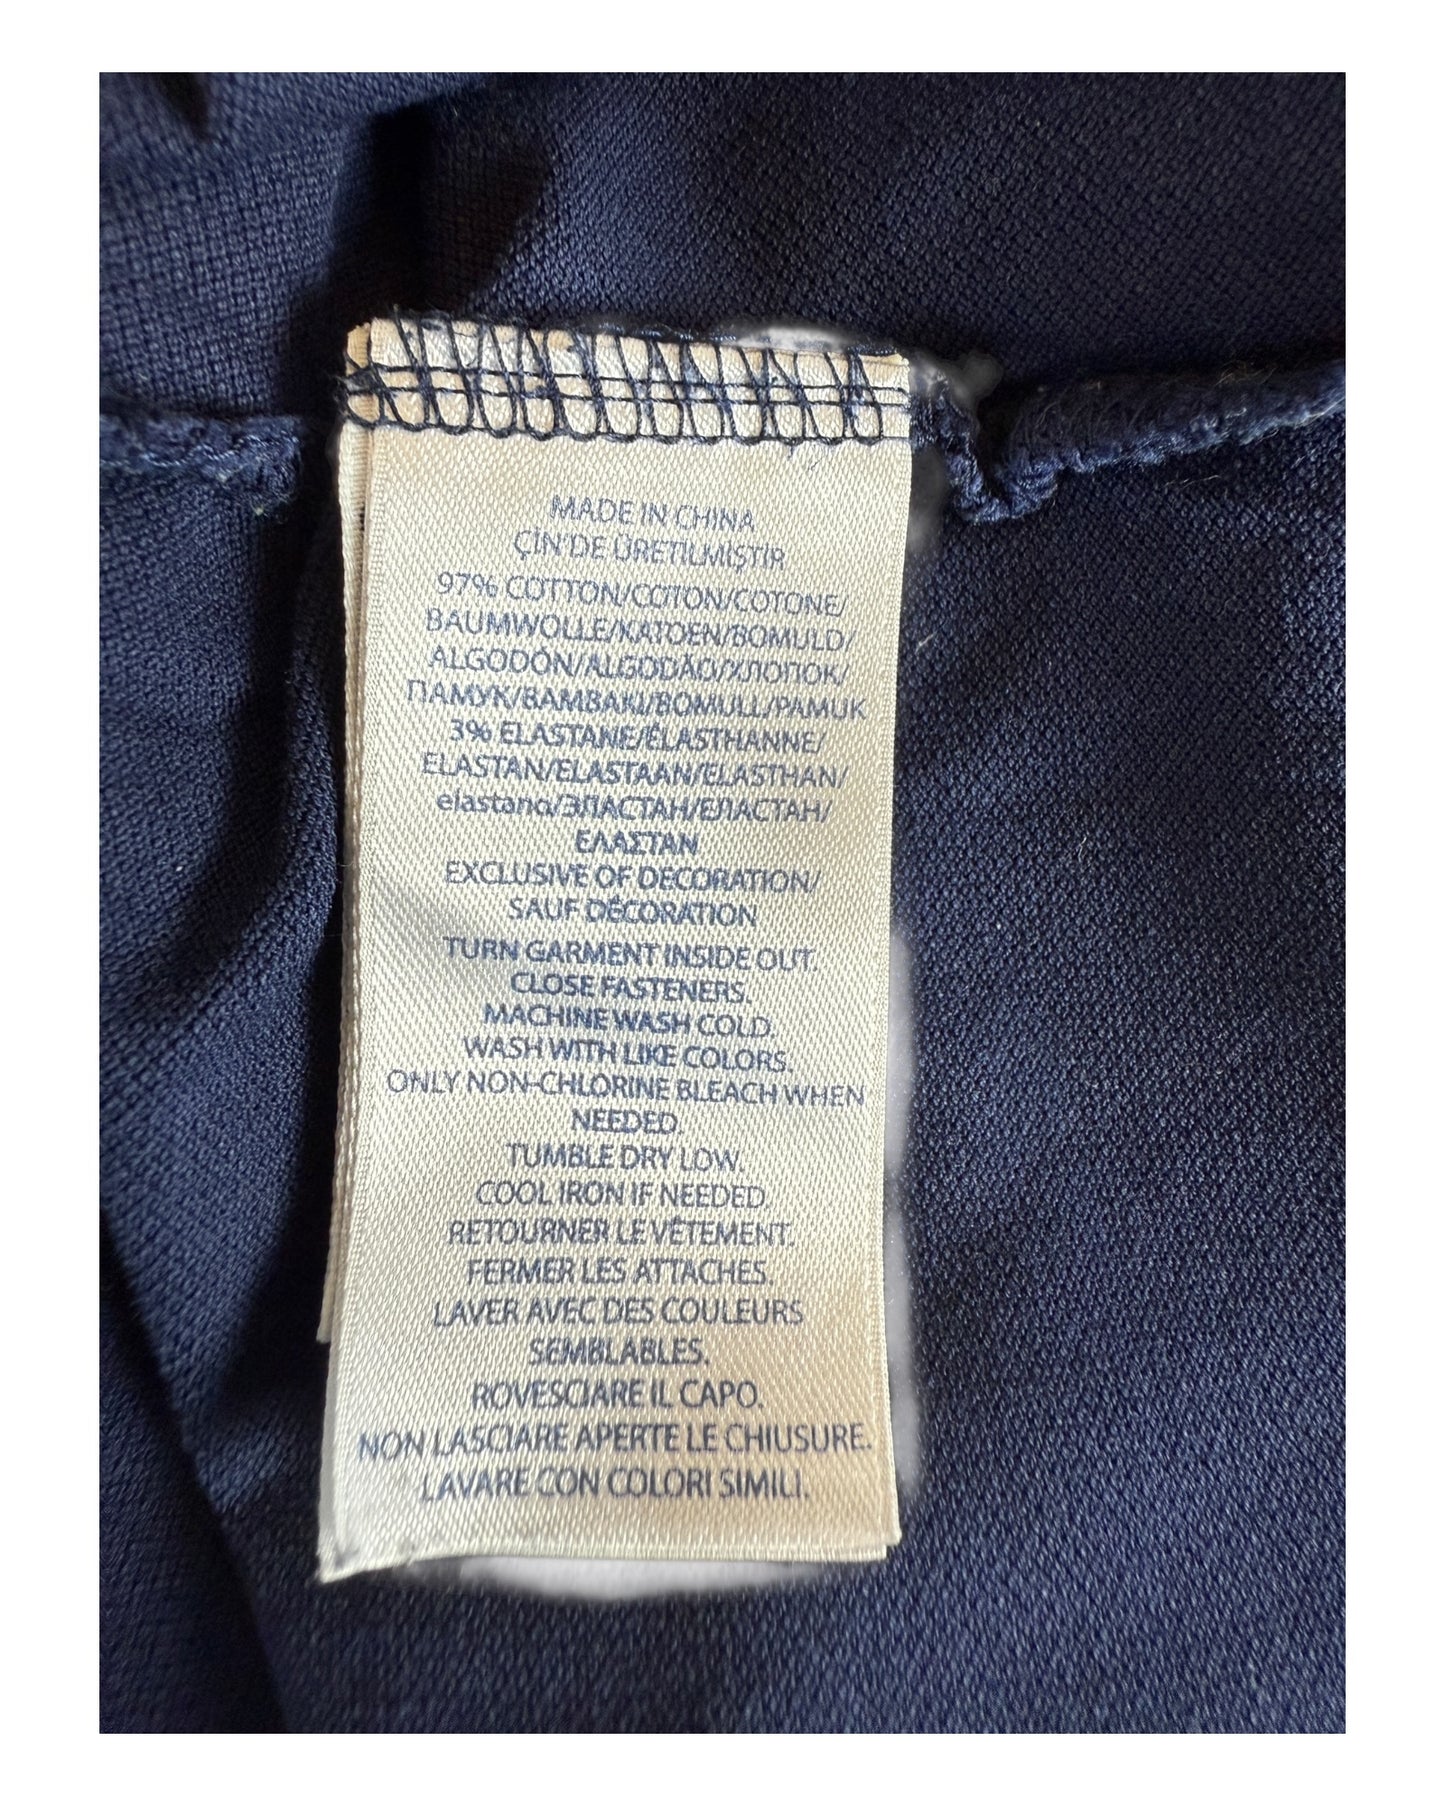 MADE IN CHINA
ÇİN'DE ÜRETİLMİŞTİR
97% COTTON/COTON/COTONE/
BAUMWOLLE/KATOEN/BOMULD/
ALGODÓN/ALGODÃO/ХЛОПОК/
ПАМУК/BAMBAKI/BOMULL/PAMUK
3% ELASTANE/ÉLASTHANNE/
ELASTAN/ELASTAAN/ELASTHAN/
elastano/ЭЛАСТАН/ЕЛАСТАН/
ΕΛΑΣΤΑΝ
EXCLUSIVE OF DECORATION/
SAUF DÉCORATION
TURN GARMENT INSIDE OUT.
CLOSE FASTENERS.
MACHINE WASH COLD.
WASH WITH LIKE COLORS.
ONLY NON-CHLORINE BLEACH WHEN
NEEDED.
TUMBLE DRY LOW.
COOL IRON IF NEEDED
RETOURNER LE VÊTEMENT.
FERMER LES ATTACHES.
LAVER AVEC DES COULEURS
SEMBLABLES.
ROVESCIARE IL CAPO.
NON LASCIARE APERTE LE CHIUSURE.
LAVARE CON COLORI SIMILI.